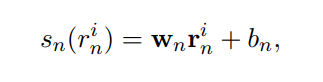 $s_n(r_n^i) = \mathbf{w}_n \mathbf{r}_n^i + b_n,$